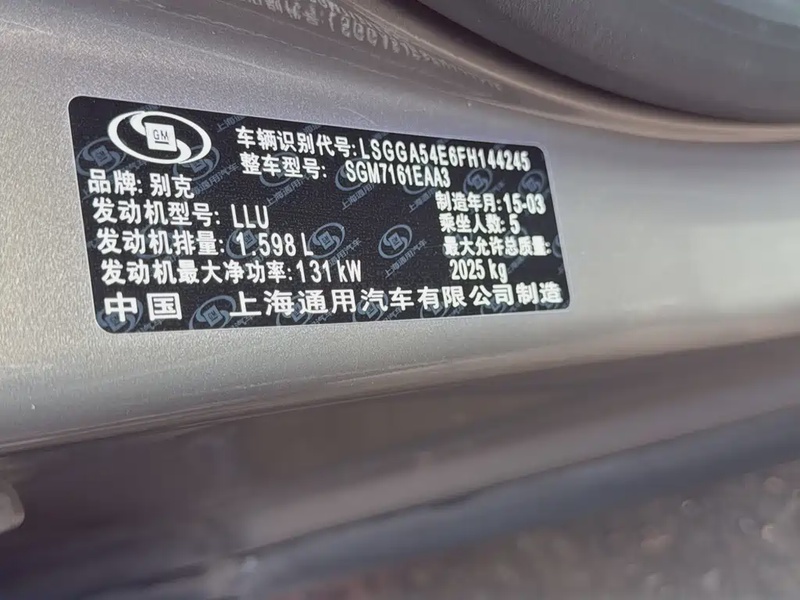 GM
车辆识别代号:LSGGA54E6FH144245
整车型号: SGM7161EAA3
品牌: 别克
制造年月:15-03
发动机型号: LLU
乘坐人数: 5
发动机排量: 1.598 L
最大允许总质量:
2025 kg
发动机最大净功率:131 kW
中国 上海通用汽车有限公司制造